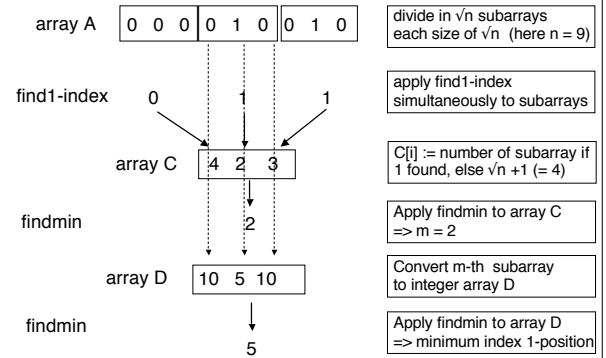 array A 0 0 0 0 1 0 0 1 0
divide in √n subarrays
each size of √n (here n = 9)
find1-index 0 1 1
apply find1-index
simultaneously to subarrays
array C 4 2 3
C[i] := number of subarray if
1 found, else √n +1 (= 4)
findmin 2
Apply findmin to array C
=> m = 2
array D 10 5 10
Convert m-th subarray
to integer array D
findmin 5
Apply findmin to array D
=> minimum index 1-position